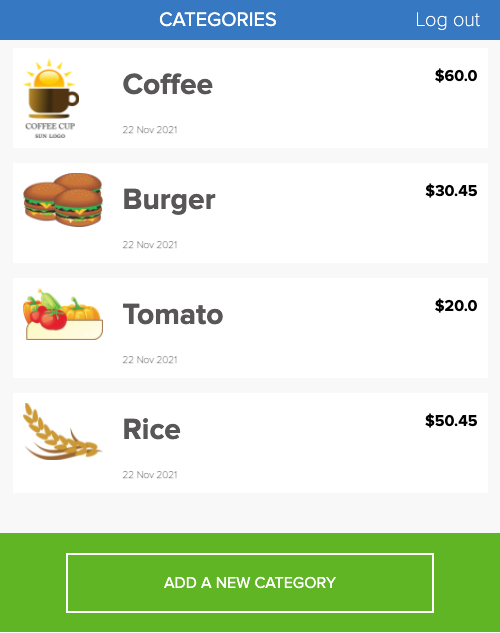 CATEGORIES
Log out
Coffee
$60.0
COFFEE CUP
SUN LOGO
22 Nov 2021
Burger
$30.45
22 Nov 2021
Tomato
$20.0
22 Nov 2021
Rice
$50.45
22 Nov 2021
ADD A NEW CATEGORY